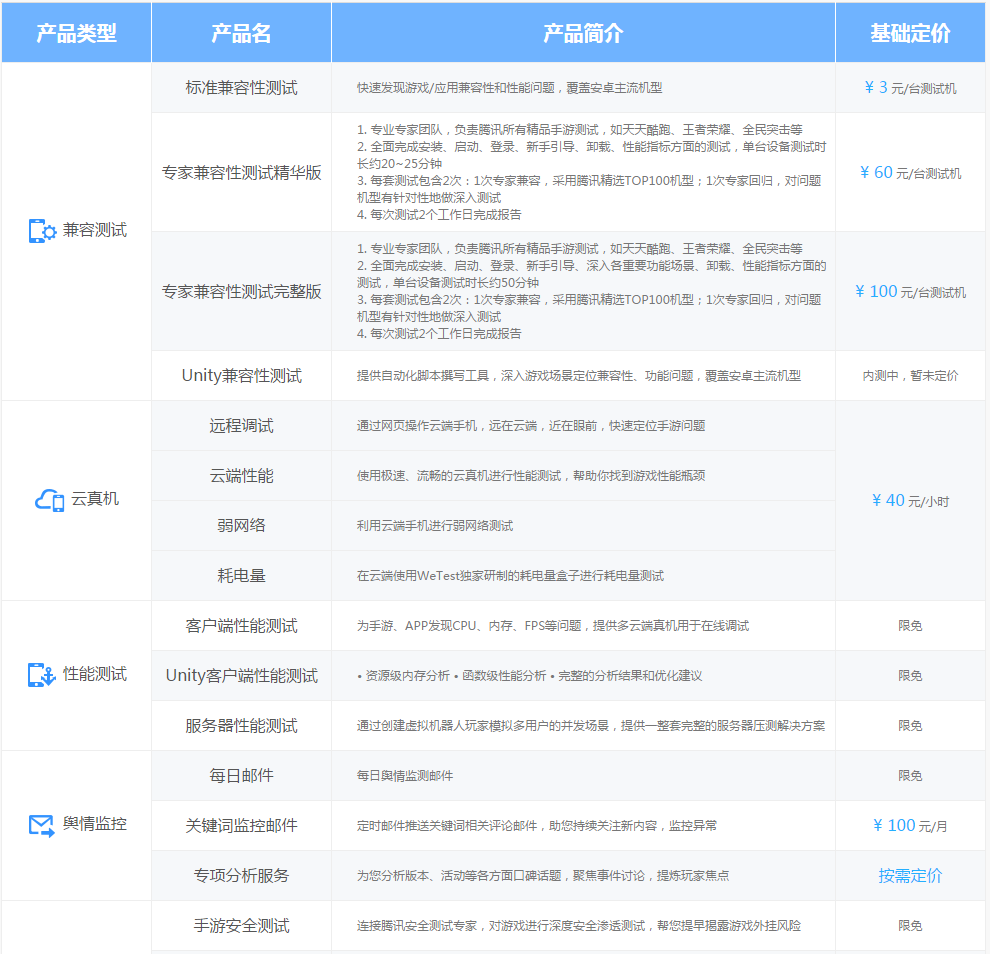 产品类型
产品名
产品简介
基础定价
兼容测试
标准兼容性测试
快速发现游戏/应用兼容性和性能问题，覆盖安卓主流机型
¥ 3 元/台测试机
专家兼容性测试精华版
1. 专业专家团队，负责腾讯所有精品手游测试，如天天酷跑、王者荣耀、全民突击等
2. 全面完成安装、启动、登录、新手引导、卸载、性能指标方面的测试，单台设备测试时
长约20~25分钟
3. 每套测试包含2次：1次专家兼容，采用腾讯精选TOP100机型；1次专家回归，对问题
机型有针对性地做深入测试
4. 每次测试2个工作日完成报告
¥ 60 元/台测试机
专家兼容性测试完整版
1. 专业专家团队，负责腾讯所有精品手游测试，如天天酷跑、王者荣耀、全民突击等
2. 全面完成安装、启动、登录、新手引导、深入各重要功能场景、卸载、性能指标方面的
测试，单台设备测试时长约50分钟
3. 每套测试包含2次：1次专家兼容，采用腾讯精选TOP100机型；1次专家回归，对问题
机型有针对性地做深入测试
4. 每次测试2个工作日完成报告
¥ 100 元/台测试机
Unity兼容性测试
提供自动化脚本撰写工具，深入游戏场景定位兼容性、功能问题，覆盖安卓主流机型
内测中，暂未定价
云真机
远程调试
通过网页操作云端手机，远在云端，近在眼前，快速定位手游问题
¥ 40 元/小时
云端性能
使用极速、流畅的云真机进行性能测试，帮助你找到游戏性能瓶颈
弱网络
利用云端手机进行弱网络测试
耗电量
在云端使用WeTest独家研制的耗电量盒子进行耗电量测试
性能测试
客户端性能测试
为手游、APP发现CPU、内存、FPS等问题，提供多云端真机用于在线调试
限免
Unity客户端性能测试
• 资源级内存分析 • 函数级性能分析 • 完整的分析结果和优化建议
限免
服务器性能测试
通过创建虚拟机器人玩家模拟多用户的并发场景，提供一整套完整的服务器压测解决方案
限免
舆情监控
每日邮件
每日舆情监测邮件
限免
关键词监控邮件
定时邮件推送关键词相关评论邮件，助您持续关注新内容，监控异常
¥ 100 元/月
专项分析服务
为您分析版本、活动等各方面口碑话题，聚焦事件讨论，提炼玩家焦点
按需定价
手游安全测试
连接腾讯安全测试专家，对游戏进行深度安全渗透测试，帮您提早揭露游戏外挂风险
限免